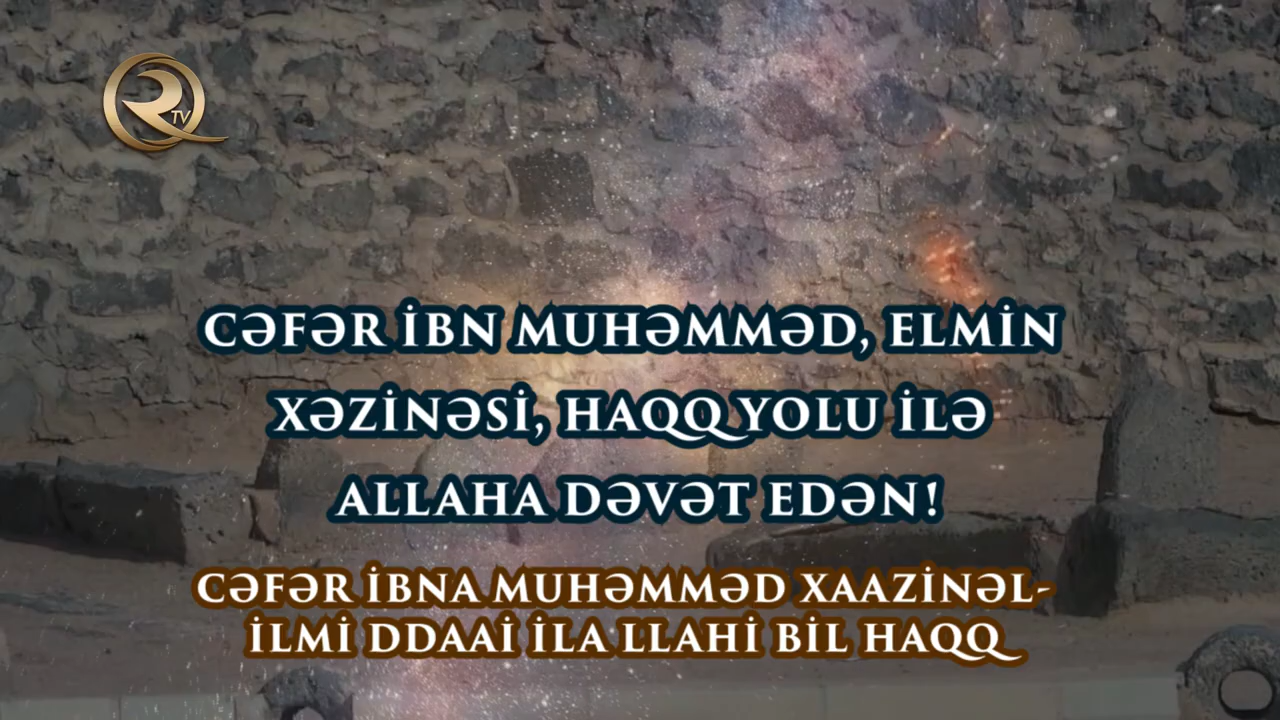 R TV
CƏFƏR İBN MUHƏMMƏD, ELMİN
XƏZİNƏSİ, HAQQ YOLU İLƏ
ALLAHA DƏVƏT EDƏN!
CƏFƏR İBNA MUHƏMMƏD XAAZİNƏL-
İLMİ DDAAİ İLA LLAHİ BİL HAQQ